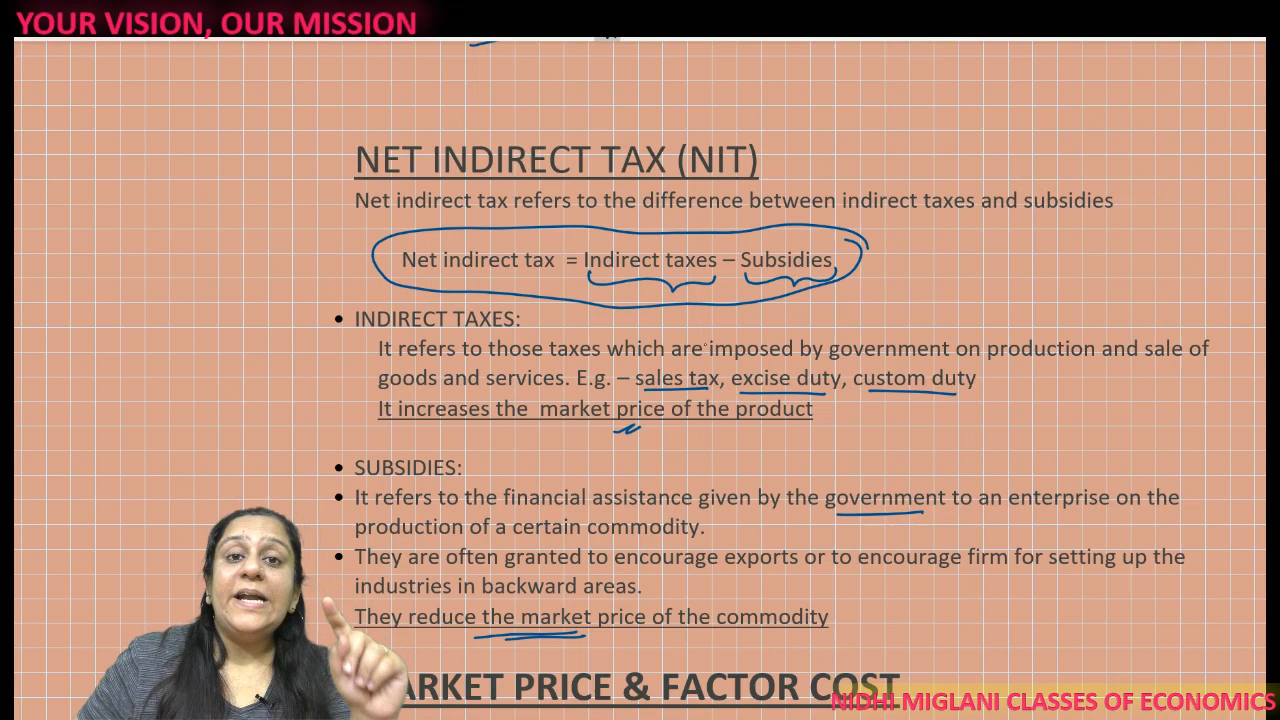 YOUR VISION, OUR MISSION
NET INDIRECT TAX (NIT)
Net indirect tax refers to the difference between indirect taxes and subsidies
Net indirect tax = Indirect taxes – Subsidies
• INDIRECT TAXES:
It refers to those taxes which are imposed by government on production and sale of
goods and services. E.g. – sales tax, excise duty, custom duty
It increases the market price of the product
• SUBSIDIES:
• It refers to the financial assistance given by the government to an enterprise on the
production of a certain commodity.
• They are often granted to encourage exports or to encourage firm for setting up the
industries in backward areas.
They reduce the market price of the commodity
ARKET PRICE & FACTOR COST
NIDHI MIGLANI CLASSES OF ECONOMICS